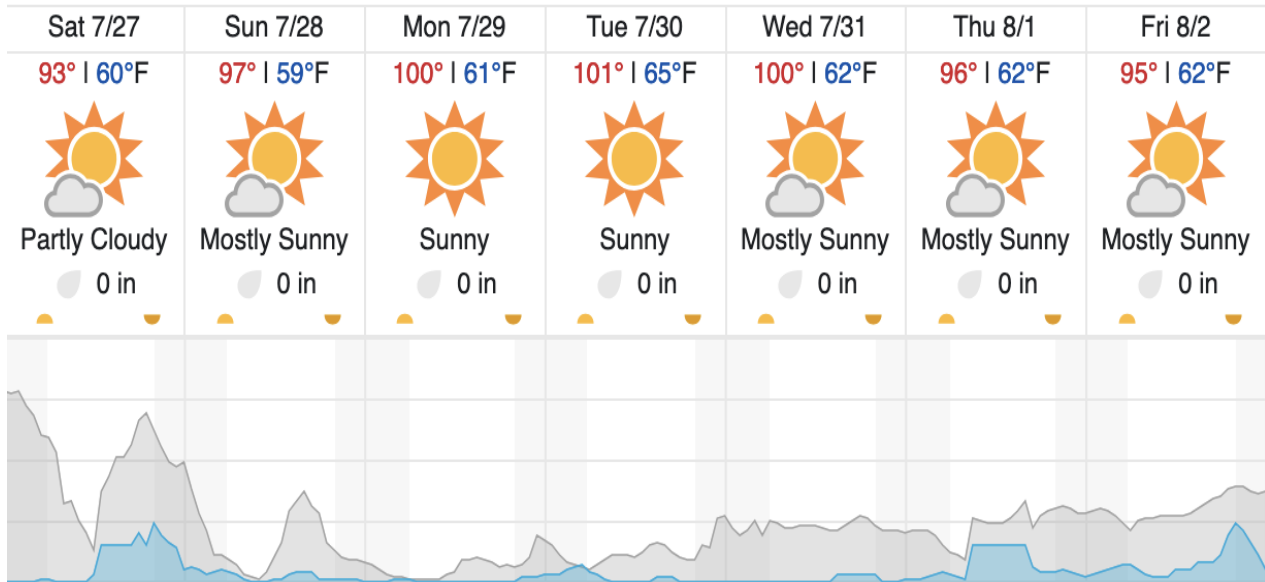 Sat 7/27
93° | 60°F
Partly Cloudy
0 in
Sun 7/28
97° | 59°F
Mostly Sunny
0 in
Mon 7/29
100° | 61°F
Sunny
0 in
Tue 7/30
101° | 65°F
Sunny
0 in
Wed 7/31
100° | 62°F
Mostly Sunny
0 in
Thu 8/1
96° | 62°F
Mostly Sunny
0 in
Fri 8/2
95° | 62°F
Mostly Sunny
0 in